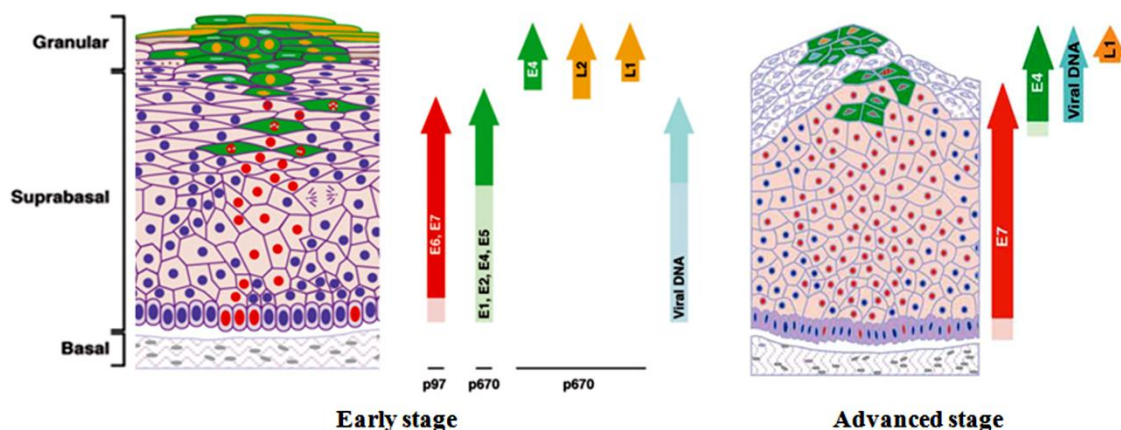 Granular
Suprabasal
Basal
E6, E7
E1, E2, E4, E5
E4
L2
L1
Viral DNA
p97
p670
p670
Early stage
E7
E4
Viral DNA
L1
Advanced stage